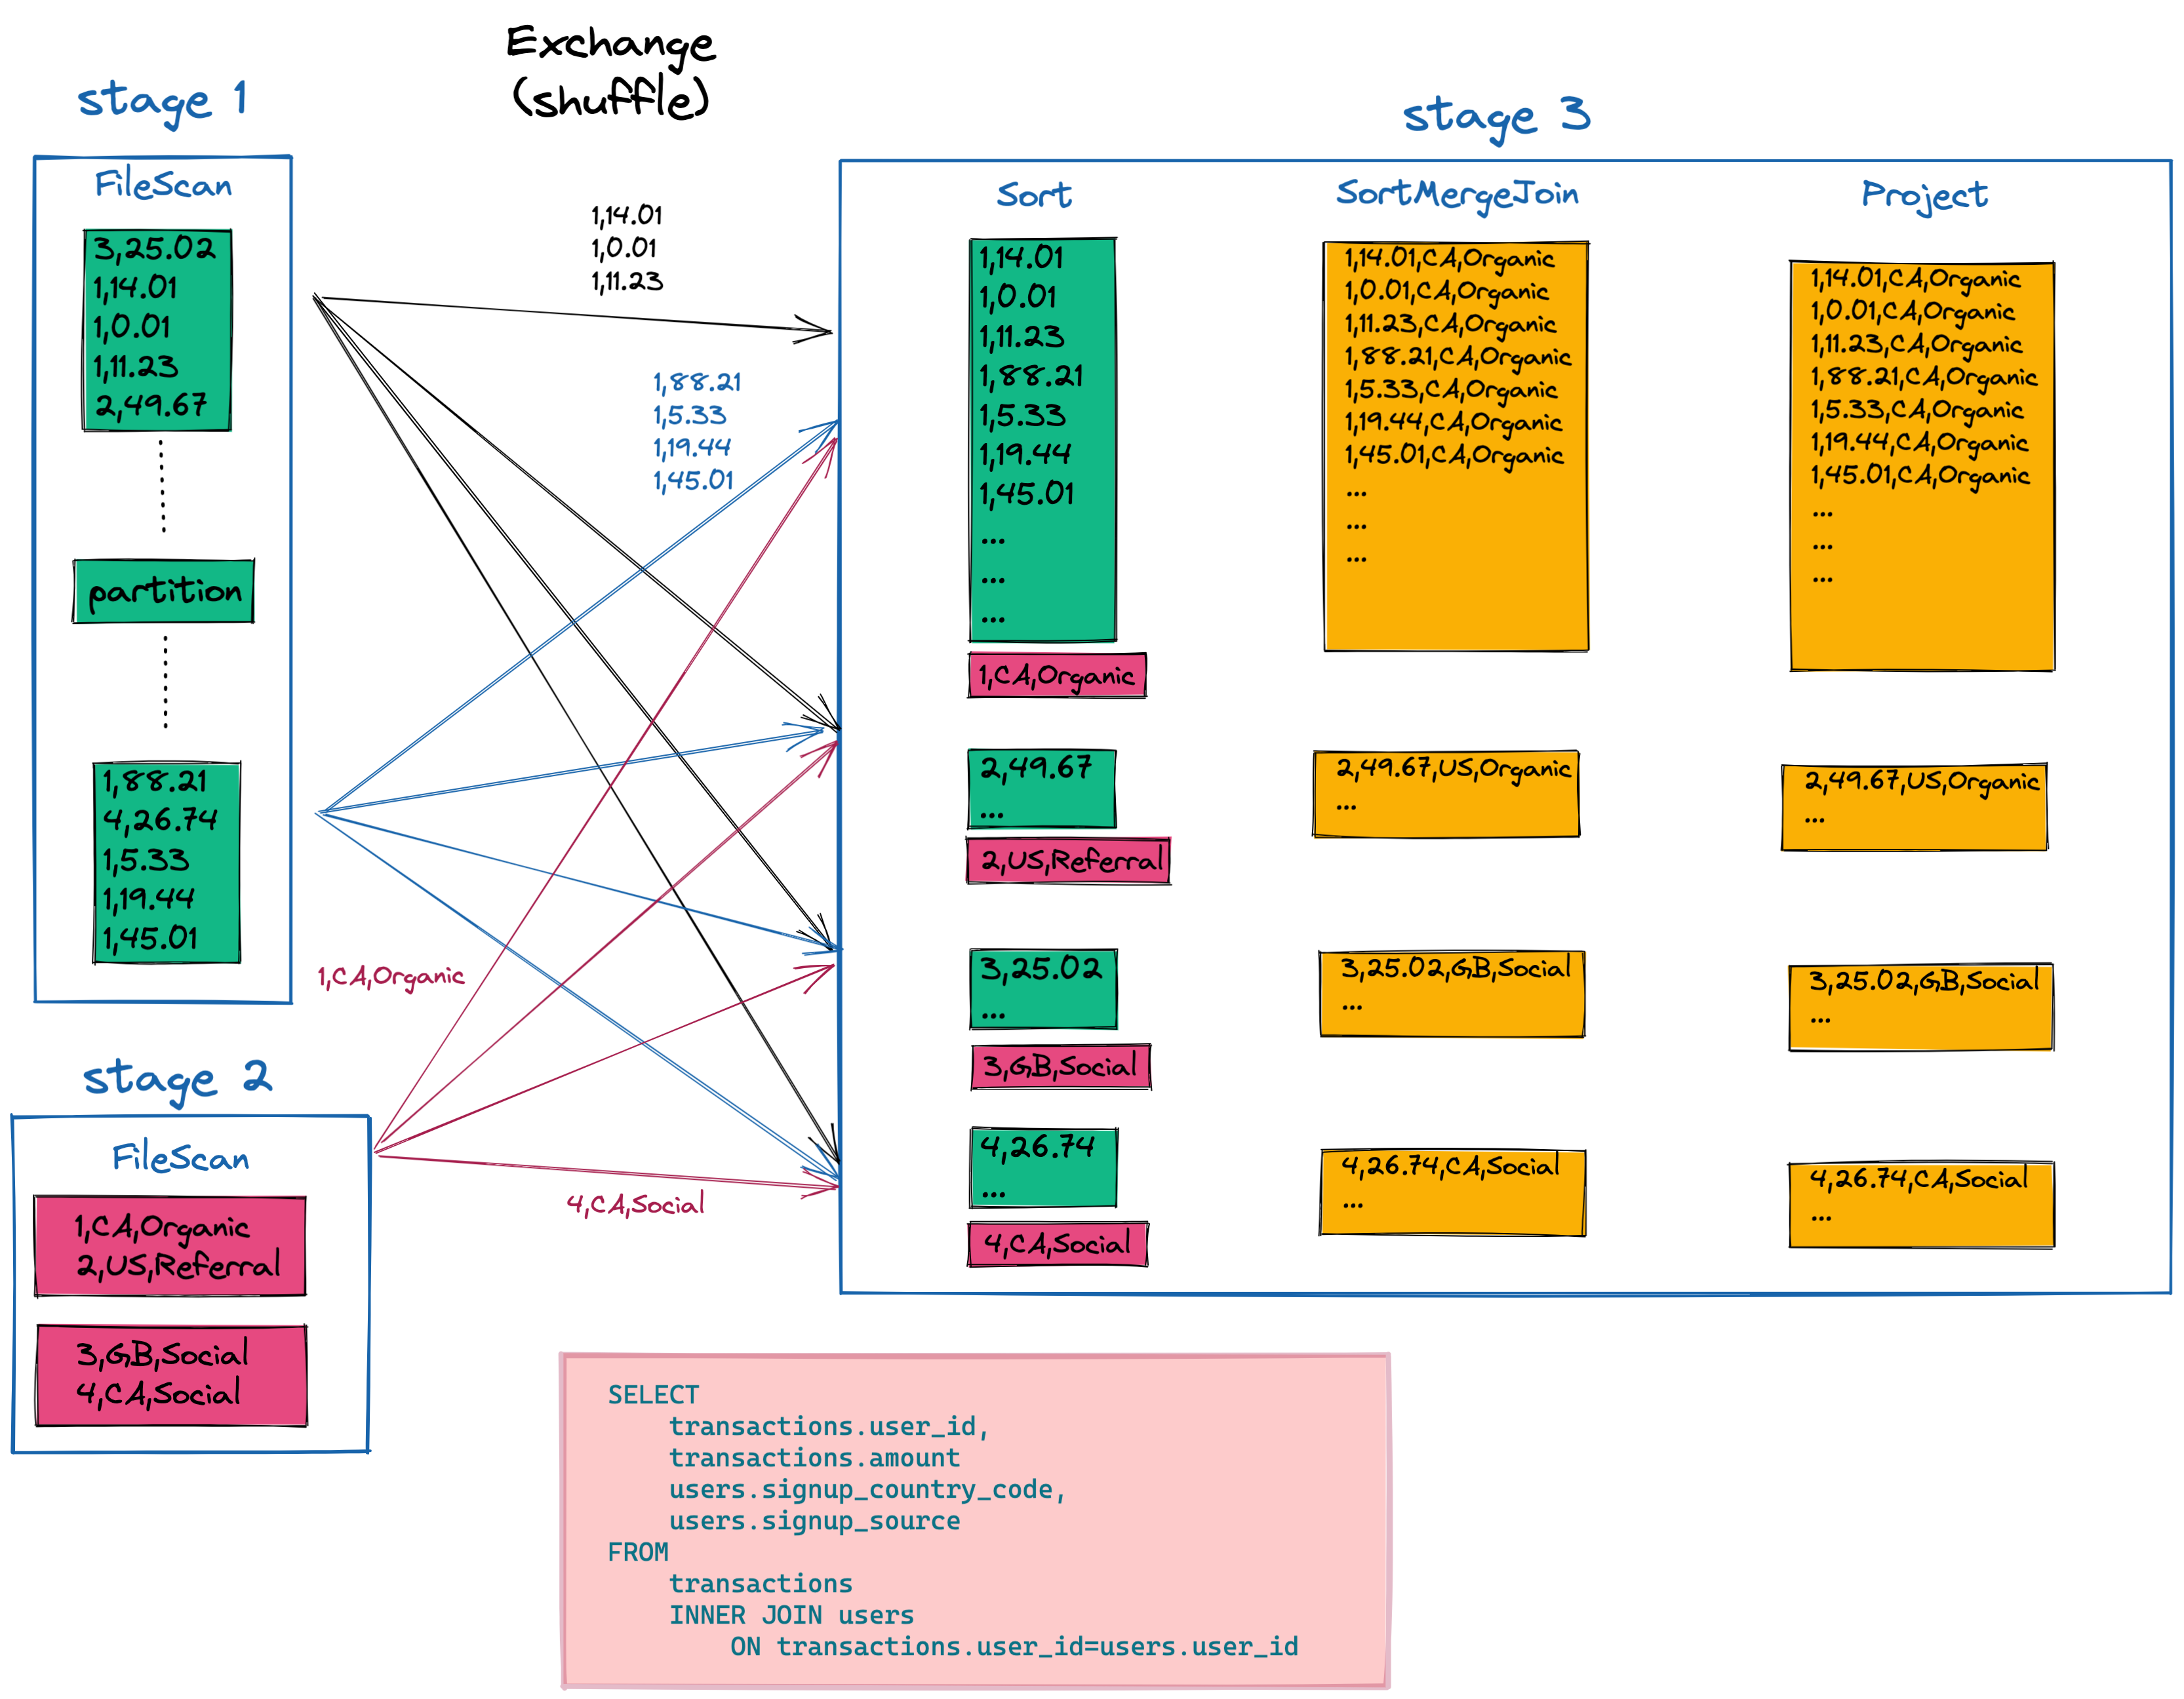 Exchange
(shuffle)
stage 1
FileScan
3,25.02
1,14.01
1,0.01
1,11.23
2,49.67
partition
1,88.21
4,26.74
1,5.33
1,19.44
1,45.01
stage 2
FileScan
1,CA,Organic
2,US,Referral
3,GB,Social
4,CA,Social
1,14.01
1,0.01
1,11.23
1,88.21
1,5.33
1,19.44
1,45.01
1,CA,Organic
4,CA,Social
stage 3
Sort
1,14.01
1,0.01
1,11.23
1,88.21
1,5.33
1,19.44
1,45.01
...
...
...
1,CA,Organic
2,49.67
...
2,US,Referral
3,25.02
...
3,GB,Social
4,26.74
...
4,CA,Social
SortMergeJoin
1,14.01,CA,Organic
1,0.01,CA,Organic
1,11.23,CA,Organic
1,88.21,CA,Organic
1,5.33,CA,Organic
1,19.44,CA,Organic
1,45.01,CA,Organic
...
...
...
2,49.67,US,Organic
...
3,25.02,GB,Social
...
4,26.74,CA,Social
...
Project
1,14.01,CA,Organic
1,0.01,CA,Organic
1,11.23,CA,Organic
1,88.21,CA,Organic
1,5.33,CA,Organic
1,19.44,CA,Organic
1,45.01,CA,Organic
...
...
...
2,49.67,US,Organic
...
3,25.02,GB,Social
...
4,26.74,CA,Social
...
SELECT
transactions.user_id,
transactions.amount
users.signup_country_code,
users.signup_source
FROM
transactions
INNER JOIN users
ON transactions.user_id=users.user_id